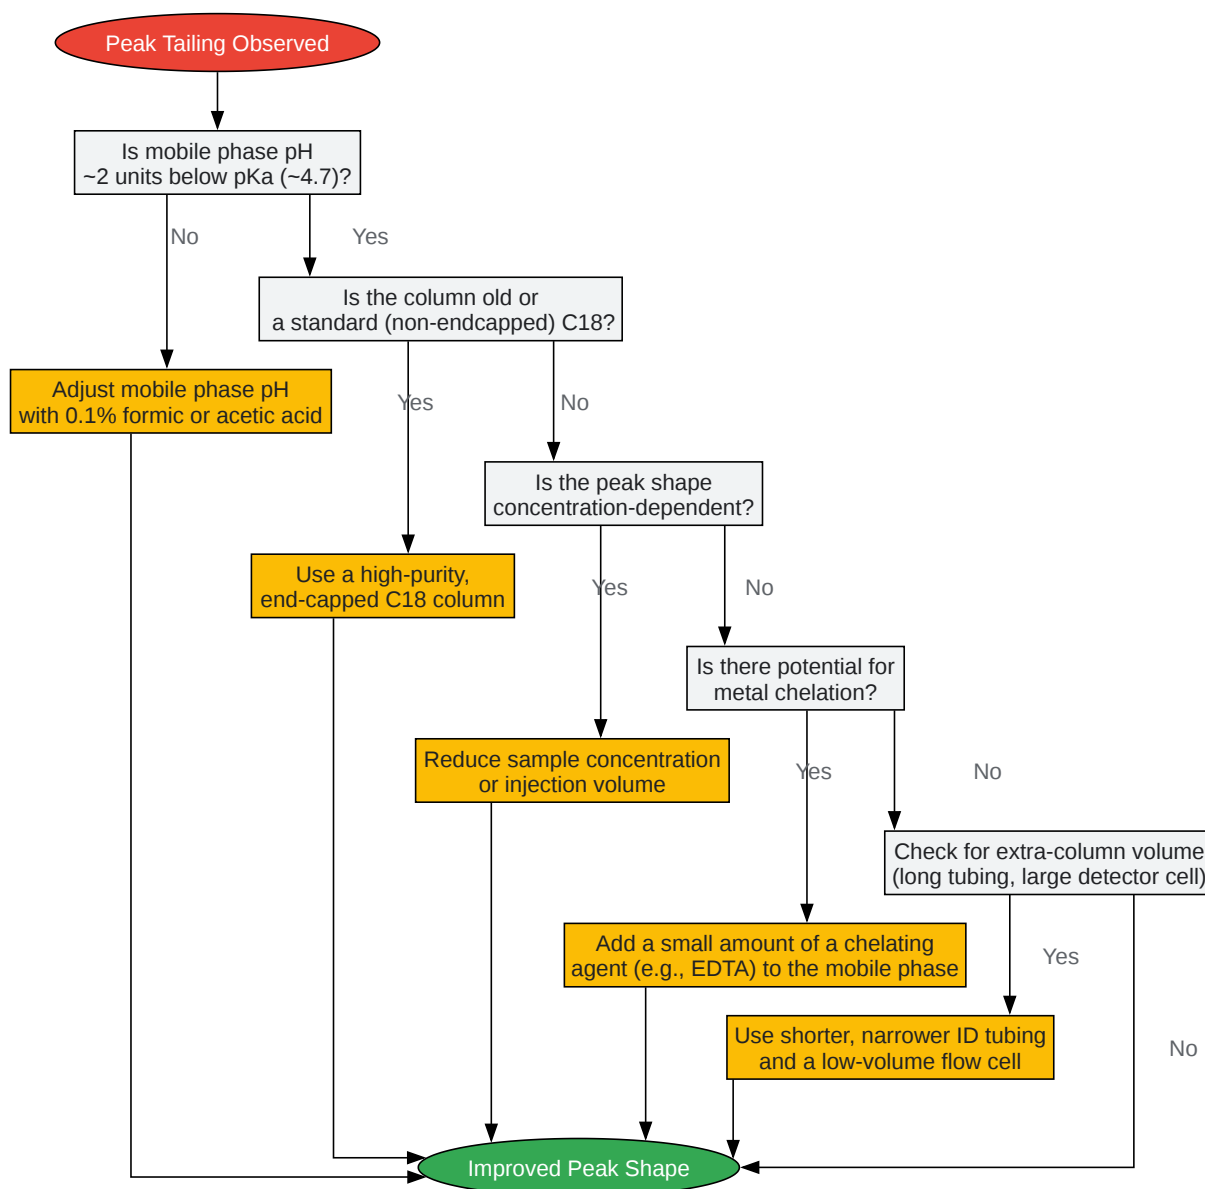 Peak Tailing Observed
Is mobile phase pH
~2 units below pKa (~4.7)?
No
Yes
Is the column old or
a standard (non-endcapped) C18?
Adjust mobile phase pH
with 0.1% formic or acetic acid
Yes
No
Is the peak shape
concentration-dependent?
Use a high-purity,
end-capped C18 column
Yes
No
Is there potential for
metal chelation?
Reduce sample concentration
or injection volume
Yes
No
Check for extra-column volume
(long tubing, large detector cell)
Add a small amount of a chelating
agent (e.g., EDTA) to the mobile phase
Yes
Use shorter, narrower ID tubing
and a low-volume flow cell
No
Improved Peak Shape